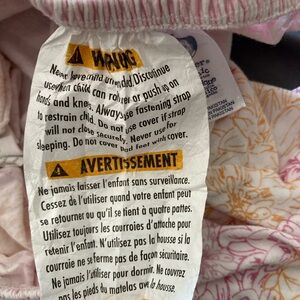 WARNING
Never leave child unattended. Discontinue
use when child can roll over or push up on
hands and knees. Always use fastening strap
to restrain child. Do not use cover if strap
will not close securely. Never use for
sleeping. Do not cover bad feet with cover.
AVERTISSEMENT
Ne jamais laisser l'enfant sans surveillance.
Cessez de l'utiliser quand votre enfant peut
se retourner ou qu'il se tient à quatre pattes.
Utilisez toujours les courroies d'attache pour
retenir l'enfant. N'utilisez pas la housse si la
courroie ne se ferme pas de façon sécuritaire.
Ne jamais l'utiliser pour dormir. Ne couvrez
pas les pieds du matelas avec la housse.
PAKISTAN